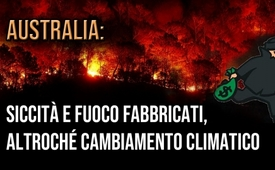 AUSTRALIA:
SICCITÀ E FUOCO FABBRICATI,
ALTROCHÉ CAMBIAMENTO CLIMATICO
$